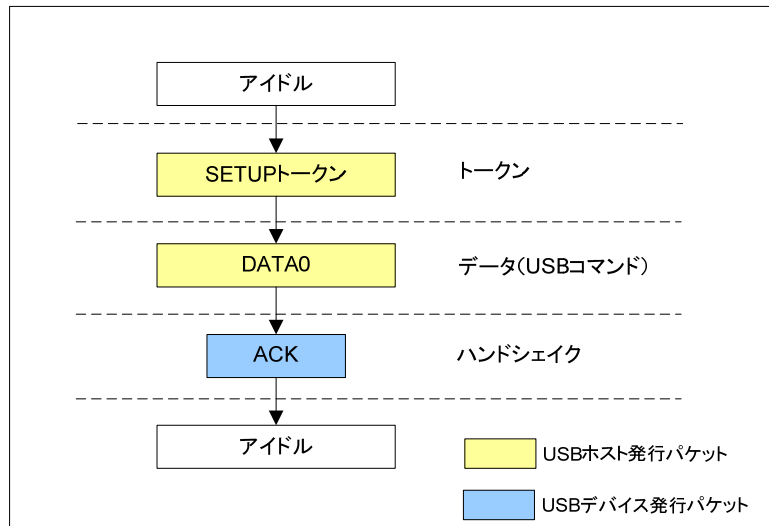 アイドル
SETUPトークン
トークン
DATA0
データ(USBコマンド)
ACK
ハンドシェイク
アイドル
USBホスト発行パケット
USBデバイス発行パケット